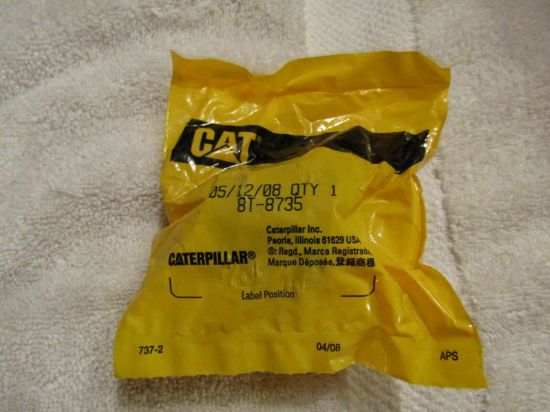 CAT
05/12/08 QTY 1
8T-8735
Caterpillar Inc.
Peoria, Illinois 61629 USA
®: Regd., Marca Registrada
CATERPILLAR®
Marque Déposée, 登録商標
Label Position
737-2
04/08
APS